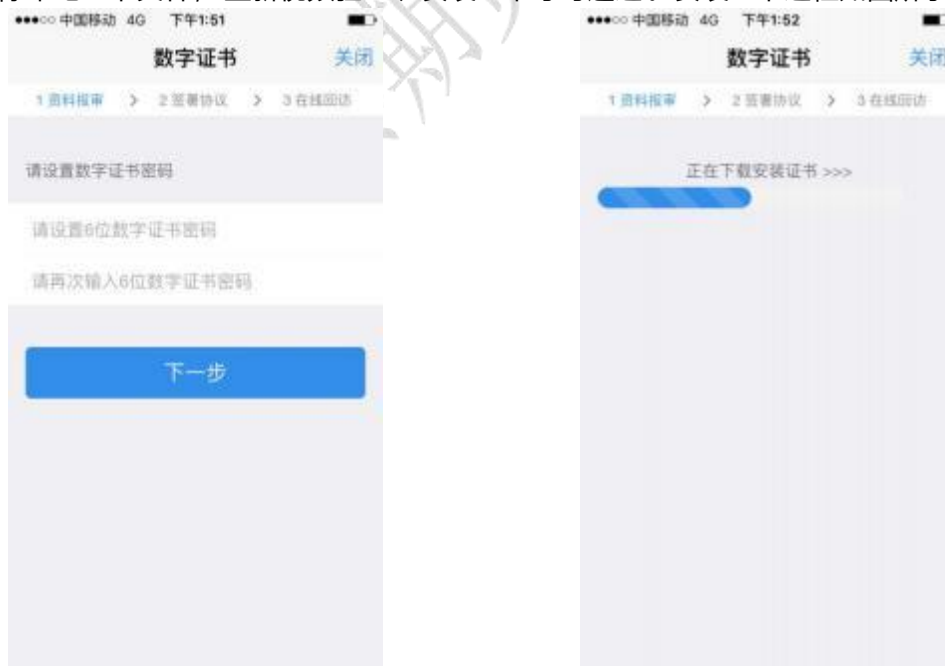 中国移动 4G 下午1:51
数字证书 关闭
1 资料报审 > 2 签署协议 > 3 在线回访
请设置数字证书密码
请设置6位数字证书密码
请再次输入6位数字证书密码
下一步
中国移动 4G 下午1:52
数字证书 关闭
1 资料报审 > 2 签署协议 > 3 在线回访
正在下载安装证书 >>>
期